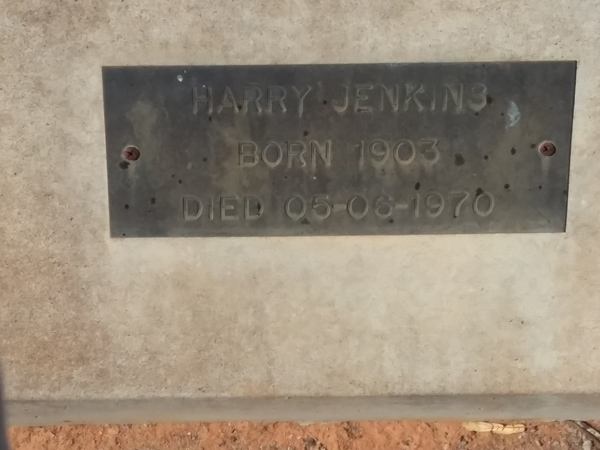 HARRY JENKINS
BORN 1903
DIED 05-06-1970